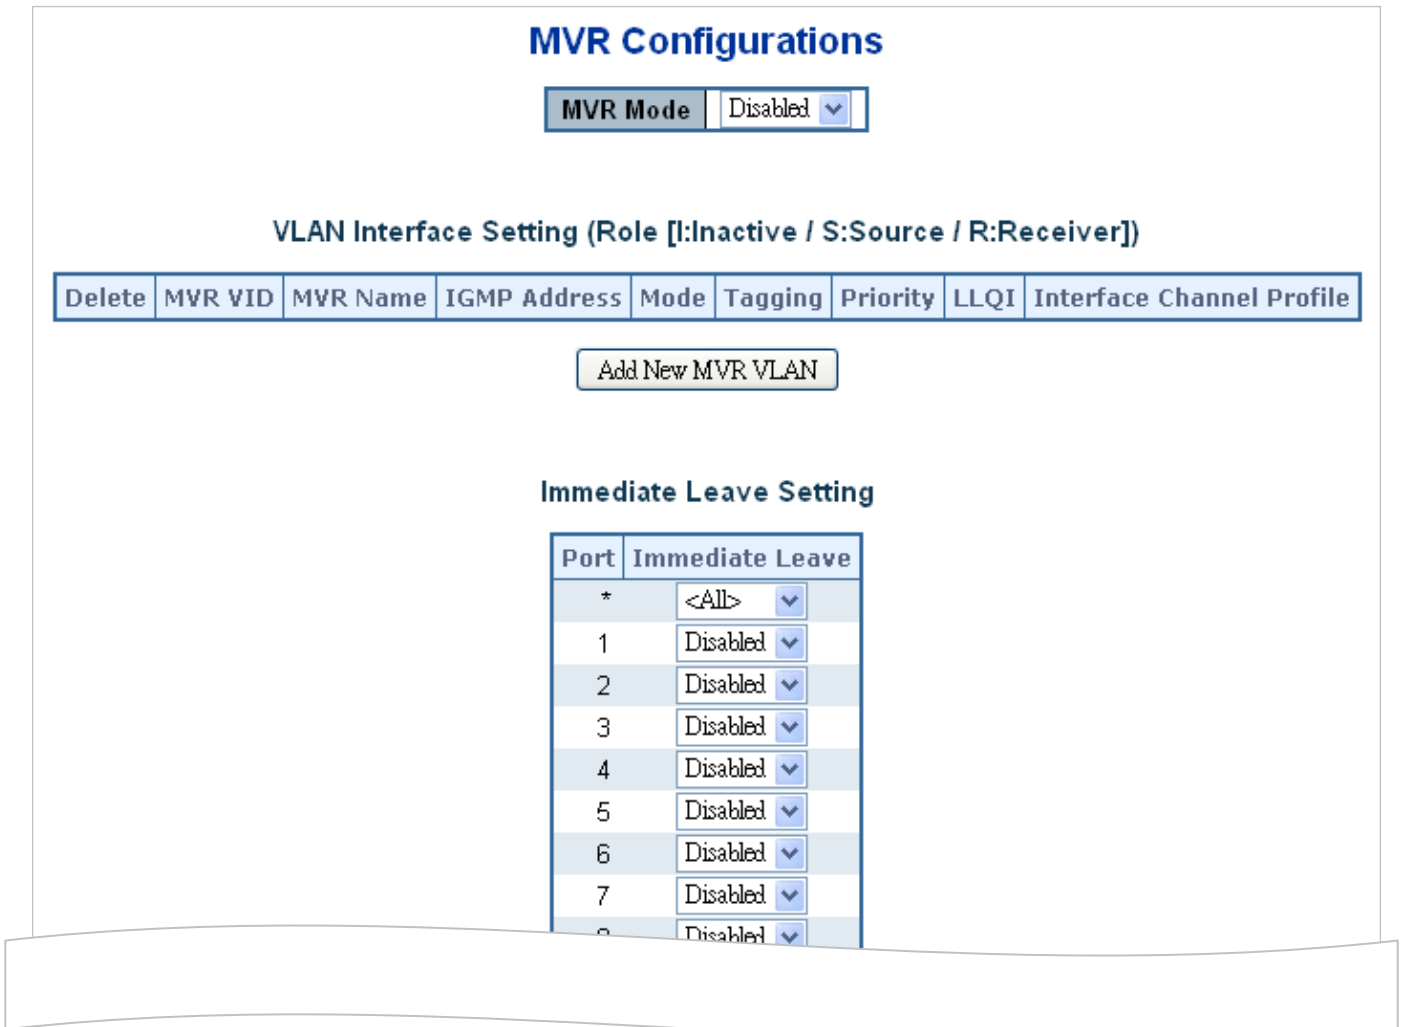 MVR Configurations
MVR Mode Disabled
VLAN Interface Setting (Role [I:Inactive / S:Source / R:Receiver])
Delete MVR VID MVR Name IGMP Address Mode Tagging Priority LLQI Interface Channel Profile
Add New MVR VLAN
Immediate Leave Setting
Port Immediate Leave
* <All>
1 Disabled
2 Disabled
3 Disabled
4 Disabled
5 Disabled
6 Disabled
7 Disabled
Disabled